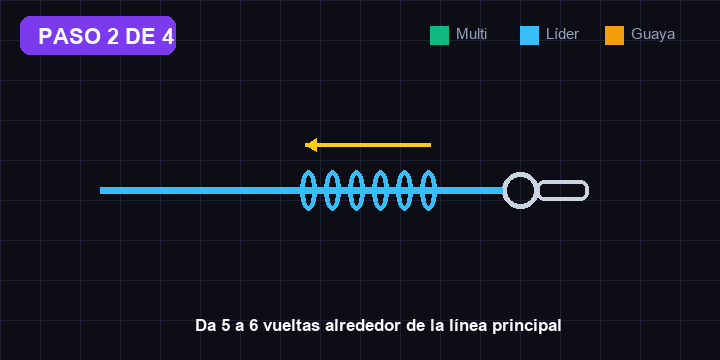 PASO 2 DE 4
Multi
Líder
Guaya
Da 5 a 6 vueltas alrededor de la línea principal